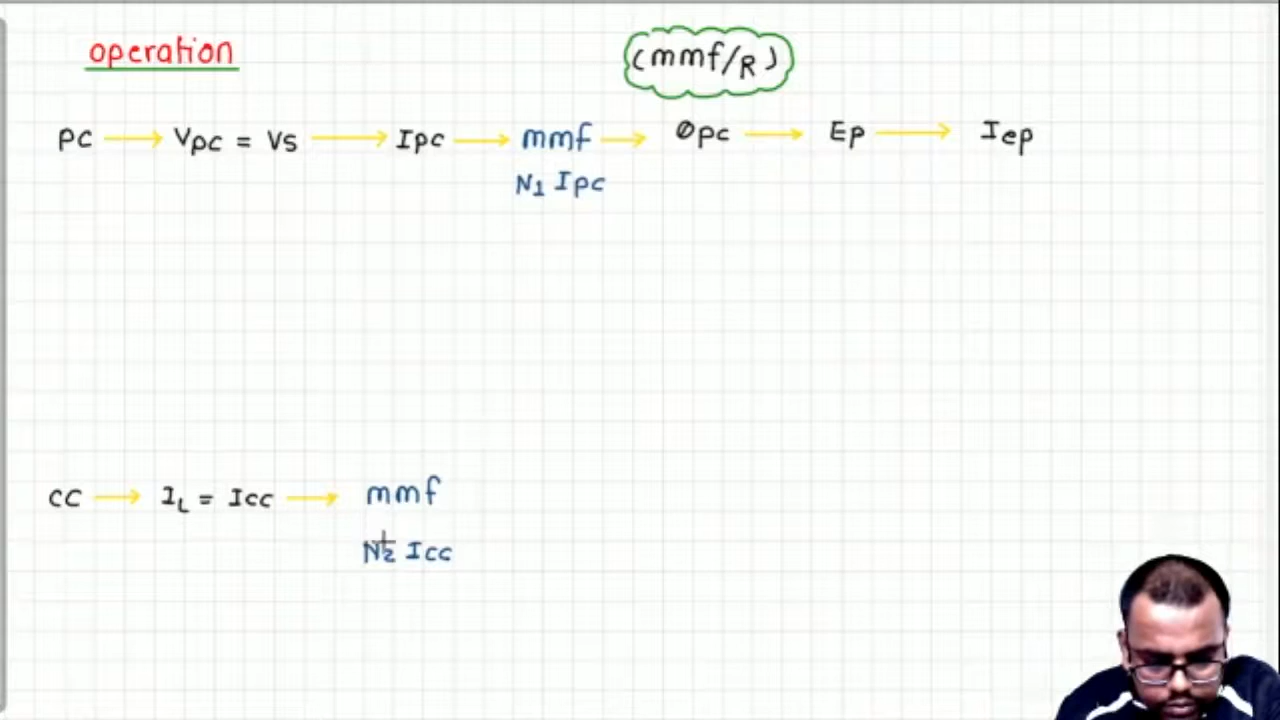 operation
(mmf/R)
PC → VPC = VS → IPC → mmf → ØPC → EP → Iep
N1 IPC
CC → IL = ICC → mmf
N2 ICC